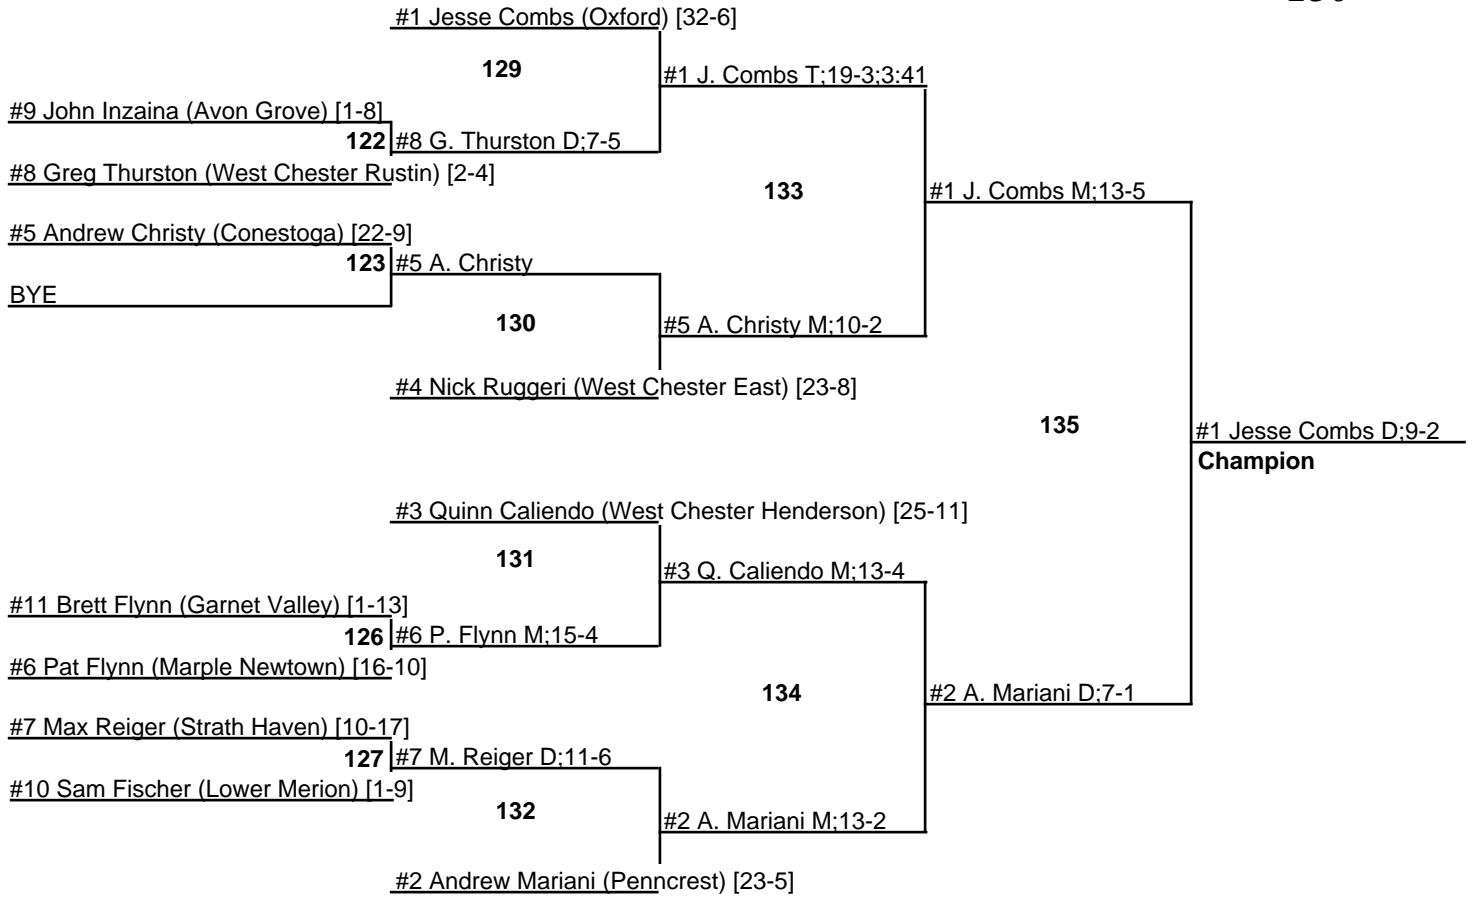 #1 Jesse Combs (Oxford) [32-6]
129
#1 J. Combs T;19-3;3:41
#9 John Inzaina (Avon Grove) [1-8]
122
#8 G. Thurston D;7-5
#8 Greg Thurston (West Chester Rustin) [2-4]
133
#1 J. Combs M;13-5
#5 Andrew Christy (Conestoga) [22-9]
123
#5 A. Christy
BYE
130
#5 A. Christy M;10-2
#4 Nick Ruggeri (West Chester East) [23-8]
135
#1 Jesse Combs D;9-2
Champion
#3 Quinn Caliendo (West Chester Henderson) [25-11]
131
#3 Q. Caliendo M;13-4
#11 Brett Flynn (Garnet Valley) [1-13]
126
#6 P. Flynn M;15-4
#6 Pat Flynn (Marple Newtown) [16-10]
134
#2 A. Mariani D;7-1
#7 Max Reiger (Strath Haven) [10-17]
127
#7 M. Reiger D;11-6
#10 Sam Fischer (Lower Merion) [1-9]
132
#2 A. Mariani M;13-2
#2 Andrew Mariani (Penncrest) [23-5]